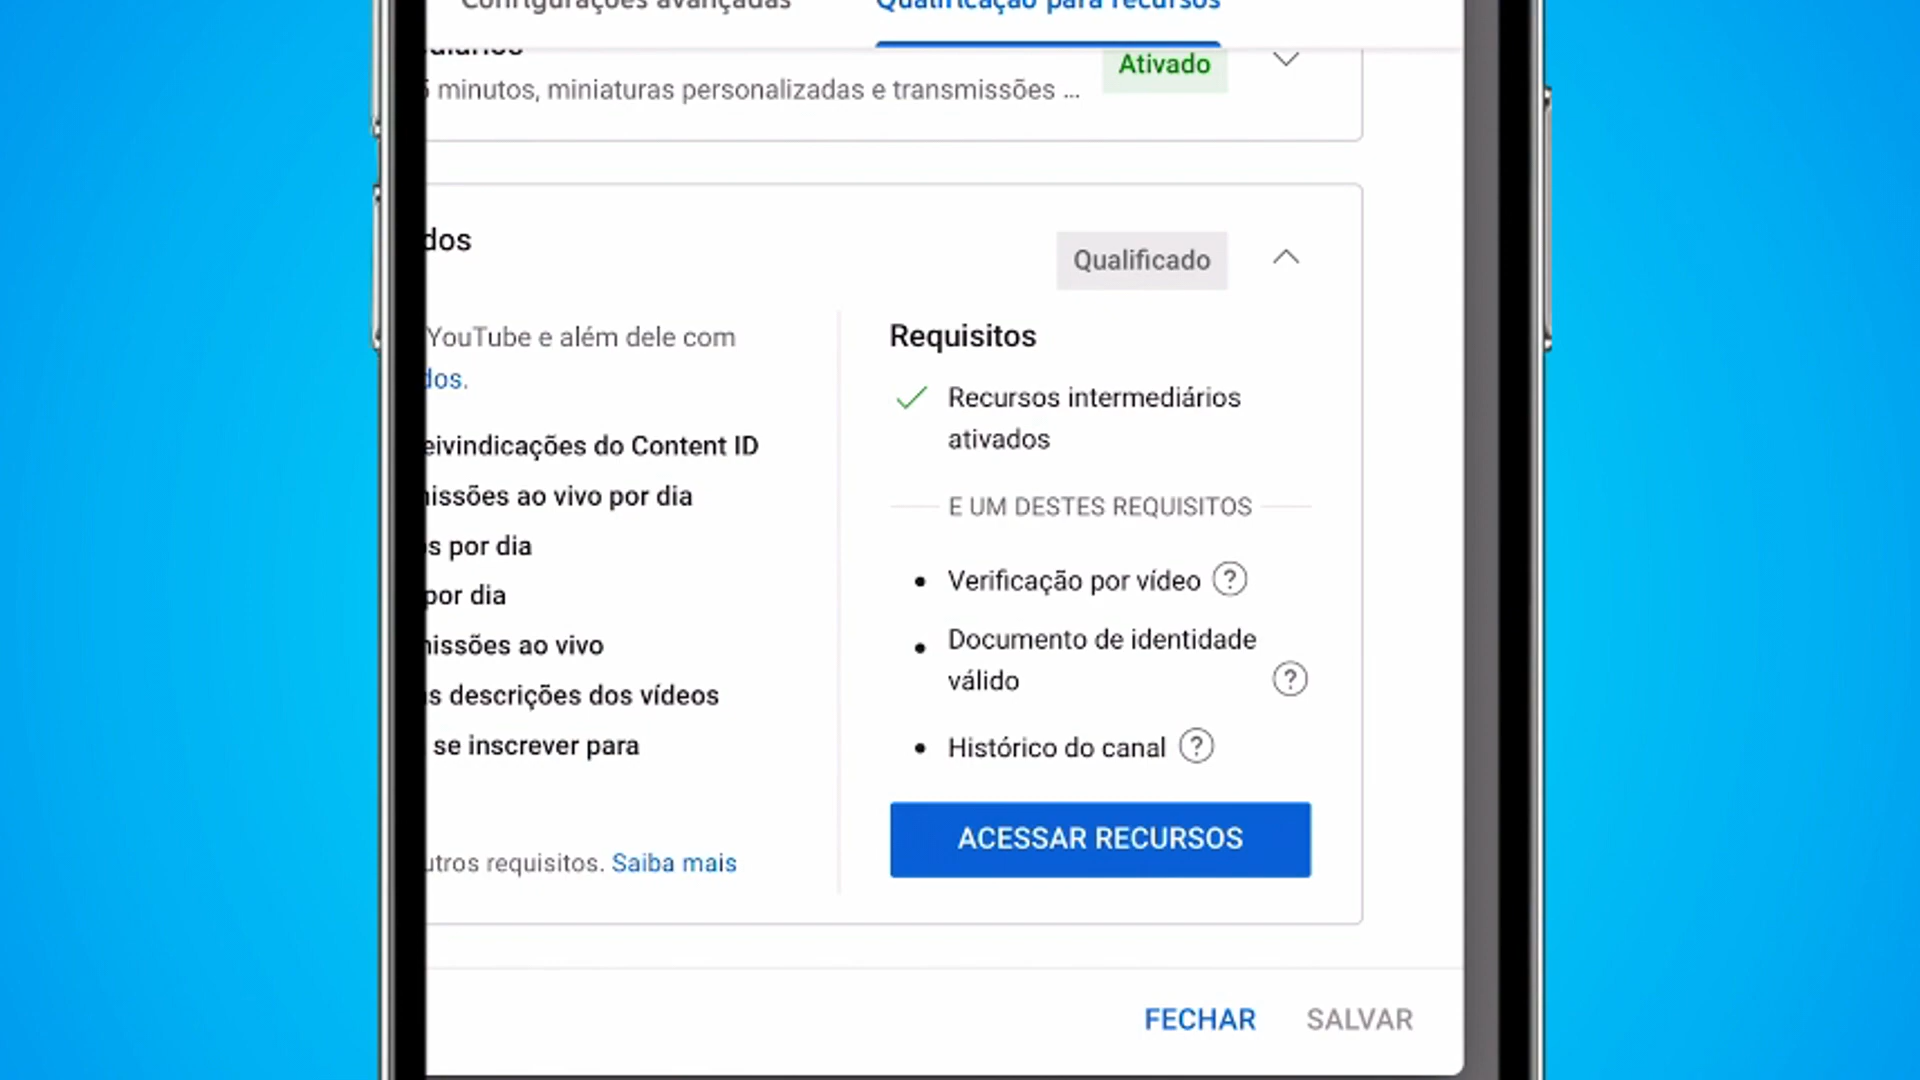 Configurações avançadas
Qualificação para recursos
Ativado
minutos, miniaturas personalizadas e transmissões ...
dos
Qualificado
YouTube e além dele com
dos.
eivindicações do Content ID
issões ao vivo por dia
s por dia
por dia
issões ao vivo
s descrições dos vídeos
se inscrever para
utros requisitos. Saiba mais
Requisitos
Recursos intermediários
ativados
E UM DESTES REQUISITOS
• Verificação por vídeo ?
• Documento de identidade
válido ?
• Histórico do canal ?
ACESSAR RECURSOS
FECHAR
SALVAR